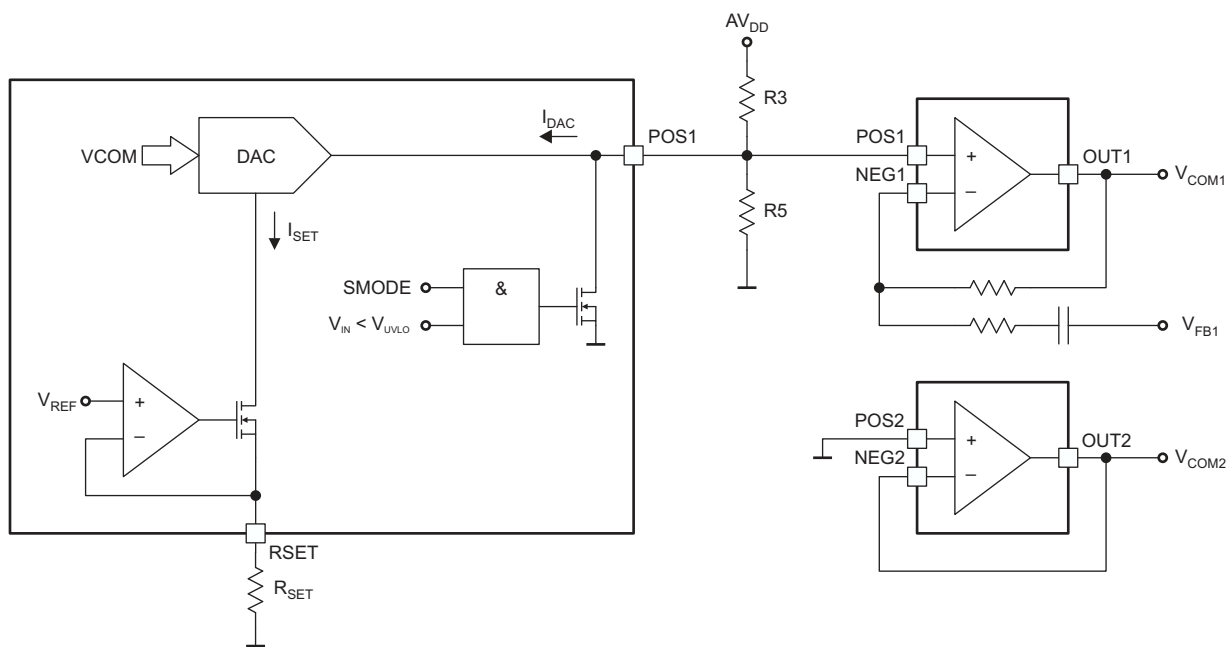 AVDD
R3
IDAC
POS1
POS1
OUT1
VCOM
DAC
+
VCOM1
NEG1
−
R5
ISET
SMODE
&
VIN < VUVLO
VFB1
VREF
+
−
POS2
OUT2
+
VCOM2
NEG2
−
RSET
RSET